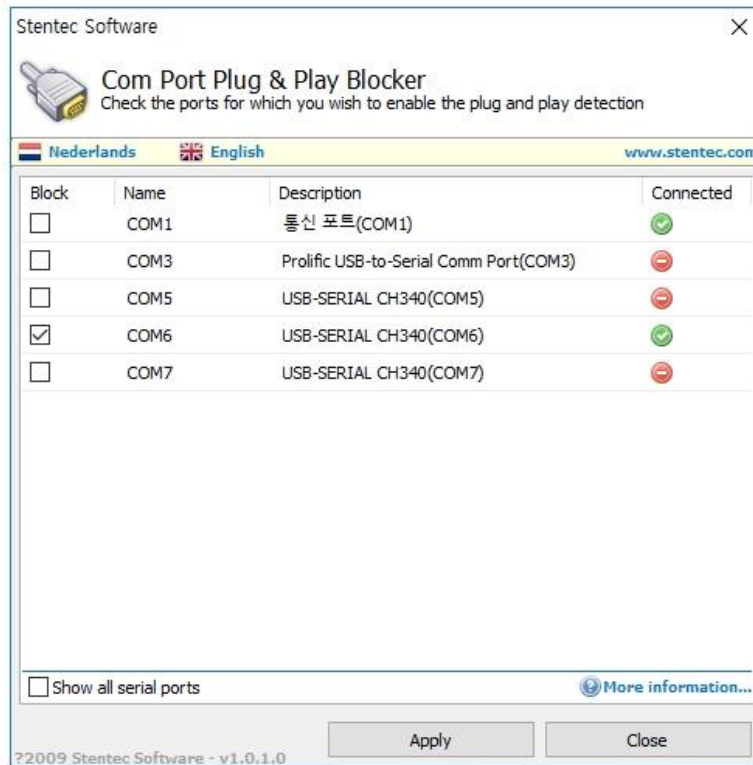 Stentec Software
Com Port Plug & Play Blocker
Check the ports for which you wish to enable the plug and play detection
Nederlands English www.stentec.com
Block Name Description Connected
COM1 통신 포트(COM1)
COM3 Prolific USB-to-Serial Comm Port(COM3)
COM5 USB-SERIAL CH340(COM5)
COM6 USB-SERIAL CH340(COM6)
COM7 USB-SERIAL CH340(COM7)
Show all serial ports More information...
Apply Close
?2009 Stentec Software - v1.0.1.0